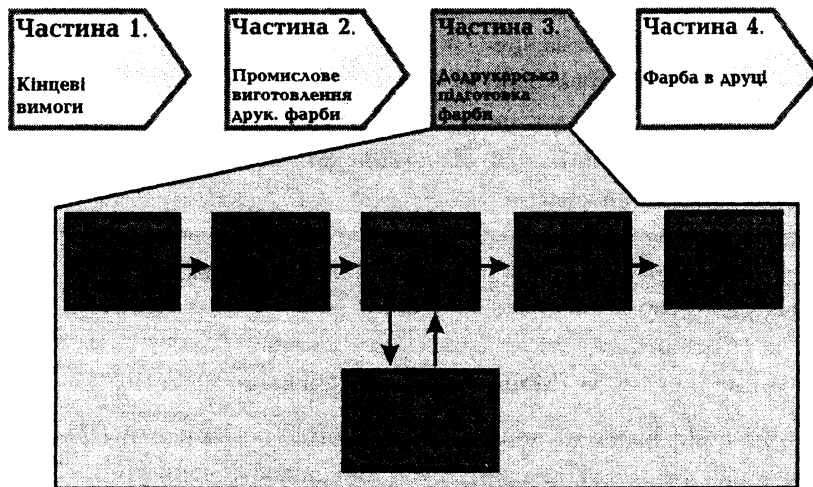 Частина 1.
Кінцеві
вимоги
Частина 2.
Промислове
виготовлення
друк. фарби
Частина 3.
Додрукарська
підготовка
фарби
Частина 4.
Фарба в друці